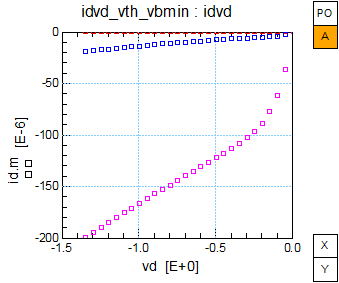 idvd_vth_vbmin : idvd
PO
A
0
-50
-100
-150
-200
id.m [E-6]
-1.5
-1.0
-0.5
0.0
vd [E+0]
X
Y